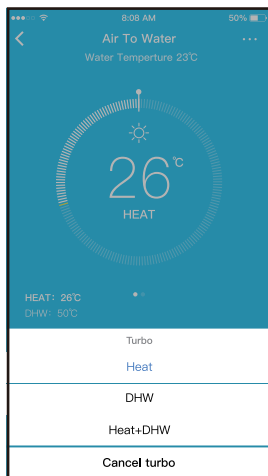 8:08 AM 50%
Air To Water
Water Temperture 23℃
26℃
HEAT
HEAT: 26℃
DHW: 50℃
Turbo
Heat
DHW
Heat+DHW
Cancel turbo